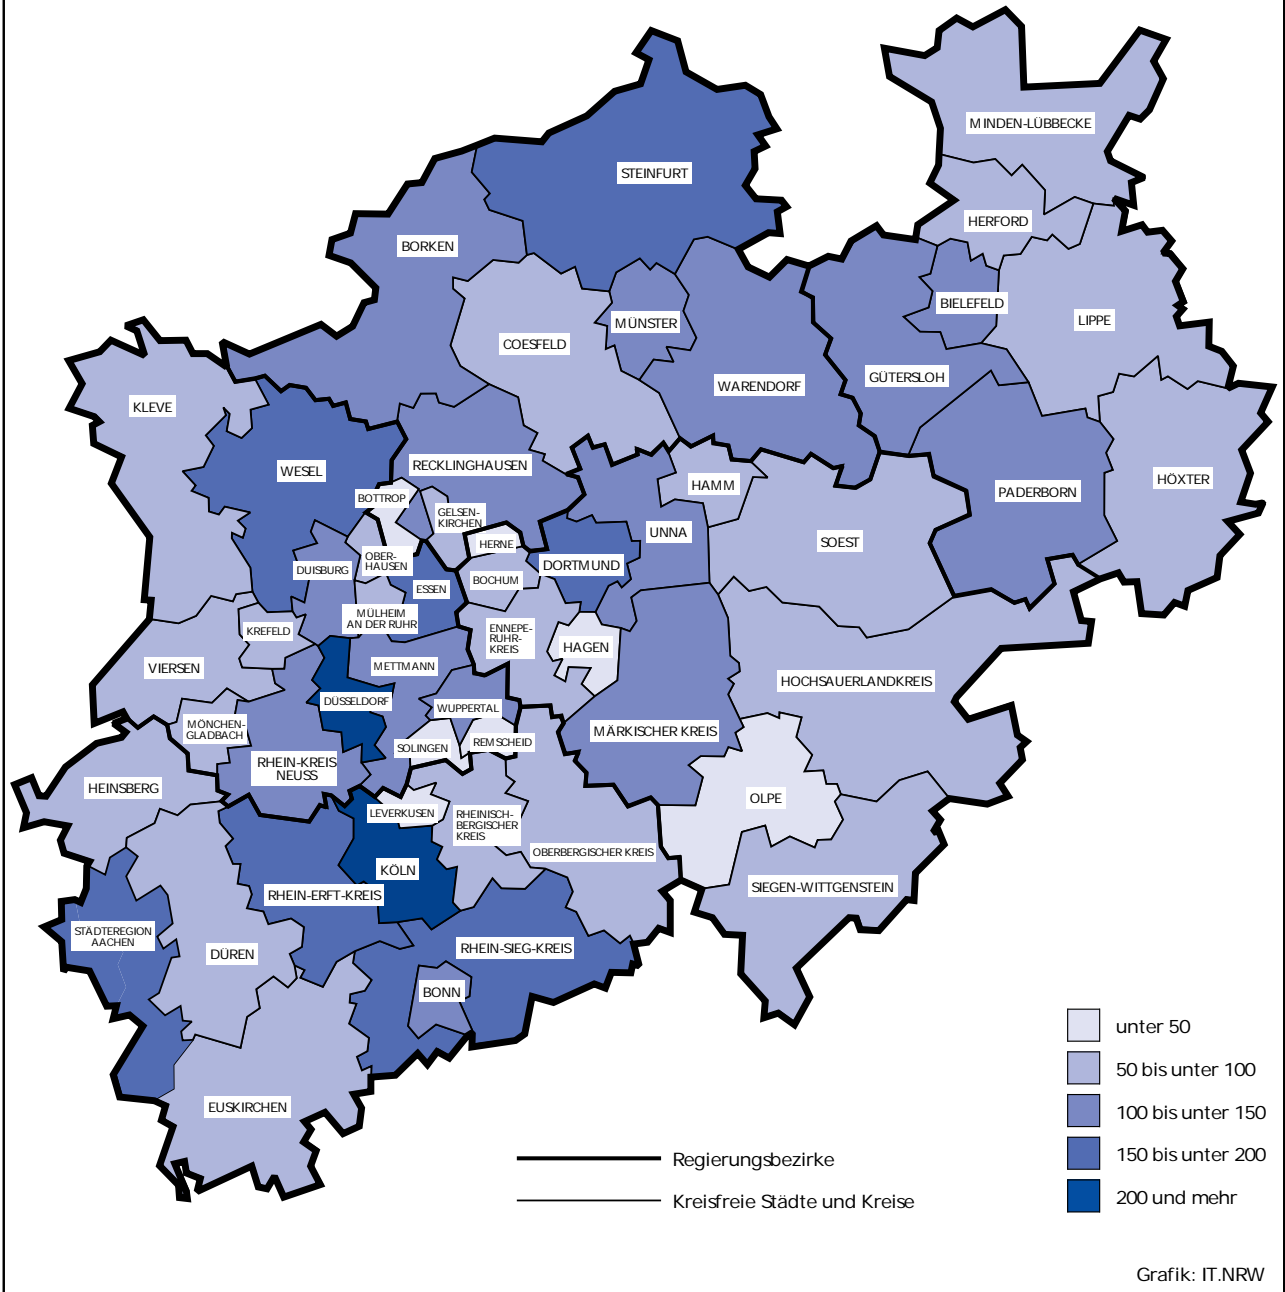 MINDEN-LÜBBECKE
STEINFURT
HERFORD
BORKEN
BIELEFELD
LIPPE
MÜNSTER
COESFELD
GÜTERSLOH
WARENDORF
KLEVE
RECKLINGHAUSEN
WESEL
HÖXTER
HAMM
PADERBORN
BOTTROP
GELSEN-
KIRCHEN
UNNA
SOEST
HERNE
OBER-
HAUSEN
DORTMUND
DUISBURG
BOCHUM
ESSEN
MÜLHEIM
AN DER RUHR
KREFELD
ENNEPE-
RUHR-
KREIS
HAGEN
VIERSEN
METTMANN
HOCHSAUERLANDKREIS
DÜSSELDORF
WUPPERTAL
MÖNCHEN-
GLADBACH
MÄRKISCHER KREIS
SOLINGEN
REMSCHEID
RHEIN-KREIS
NEUSS
HEINSBERG
OLPE
LEVERKUSEN
RHEINISCH-
BERGISCHER
KREIS
OBERBERGISCHER KREIS
KÖLN
SIEGEN-WITTGENSTEIN
RHEIN-ERFT-KREIS
STÄDTEREGION
AACHEN
RHEIN-SIEG-KREIS
DÜREN
BONN
EUSKIRCHEN
unter 50
50 bis unter 100
100 bis unter 150
150 bis unter 200
200 und mehr
Regierungsbezirke
Kreisfreie Städte und Kreise
Grafik: IT.NRW